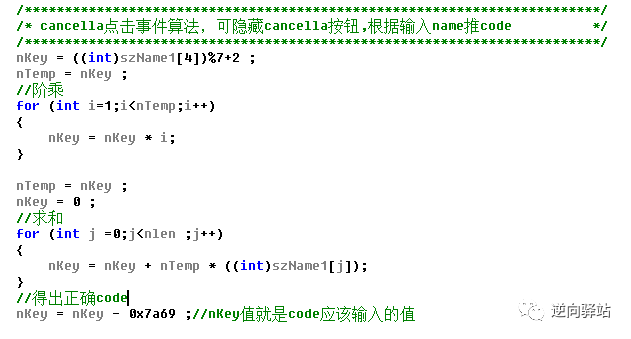 /*****************************************************************/
/* cancella点击事件算法，可隐藏cancella按钮,根据输入name推code */
/*****************************************************************/
nKey = ((int)szName1[4])%7+2 ;
nTemp = nKey ;
//阶乘
for (int i=1;i<nTemp;i++)
{
nKey = nKey * i;
}
nTemp = nKey ;
nKey = 0 ;
//求和
for (int j =0;j<nlen ;j++)
{
nKey = nKey + nTemp * ((int)szName1[j]);
}
//得出正确code
nKey = nKey - 0x7a69 ;//nKey值就是code应该输入的值
逆向驿站